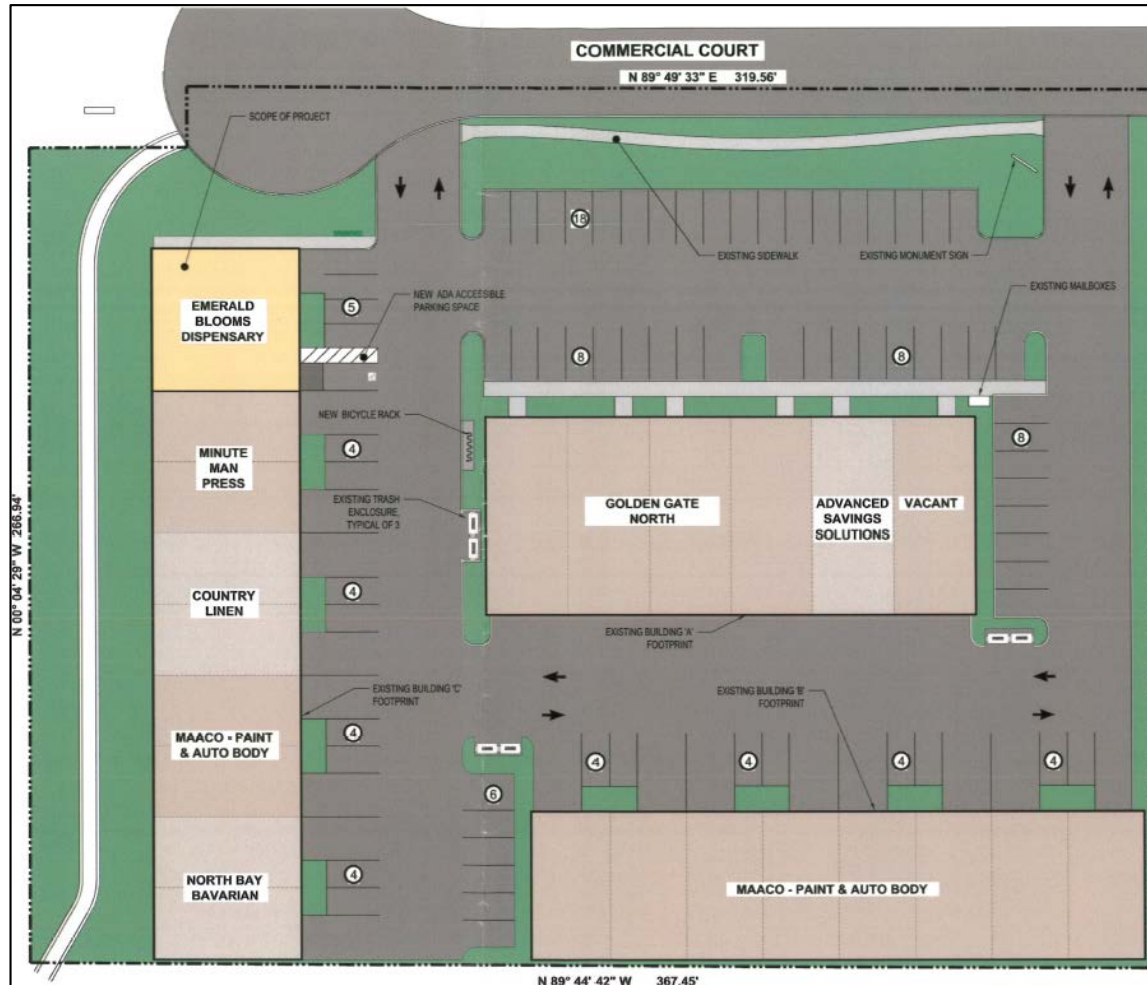 COMMERCIAL COURT
N 89° 49' 33" E 319.56'
SCOPE OF PROJECT
18
EXISTING SIDEWALK
EXISTING MONUMENT SIGN
EXISTING MAILBOXES
EMERALD
BLOOMS
DISPENSARY
5
NEW ADA ACCESSIBLE
PARKING SPACE
8
8
NEW BICYCLE RACK
8
MINUTE
MAN
PRESS
4
EXISTING TRASH
ENCLOSURE,
TYPICAL OF 3
GOLDEN GATE
NORTH
ADVANCED
SAVINGS
SOLUTIONS
VACANT
N 00° 04' 29" W 266.94'
COUNTRY
LINEN
4
EXISTING BUILDING 'A'
FOOTPRINT
EXISTING BUILDING 'C'
FOOTPRINT
EXISTING BUILDING 'B'
FOOTPRINT
MAACO - PAINT
& AUTO BODY
4
4
4
4
4
6
NORTH BAY
BAVARIAN
4
MAACO - PAINT & AUTO BODY
N 89° 44' 42" W 367.45'